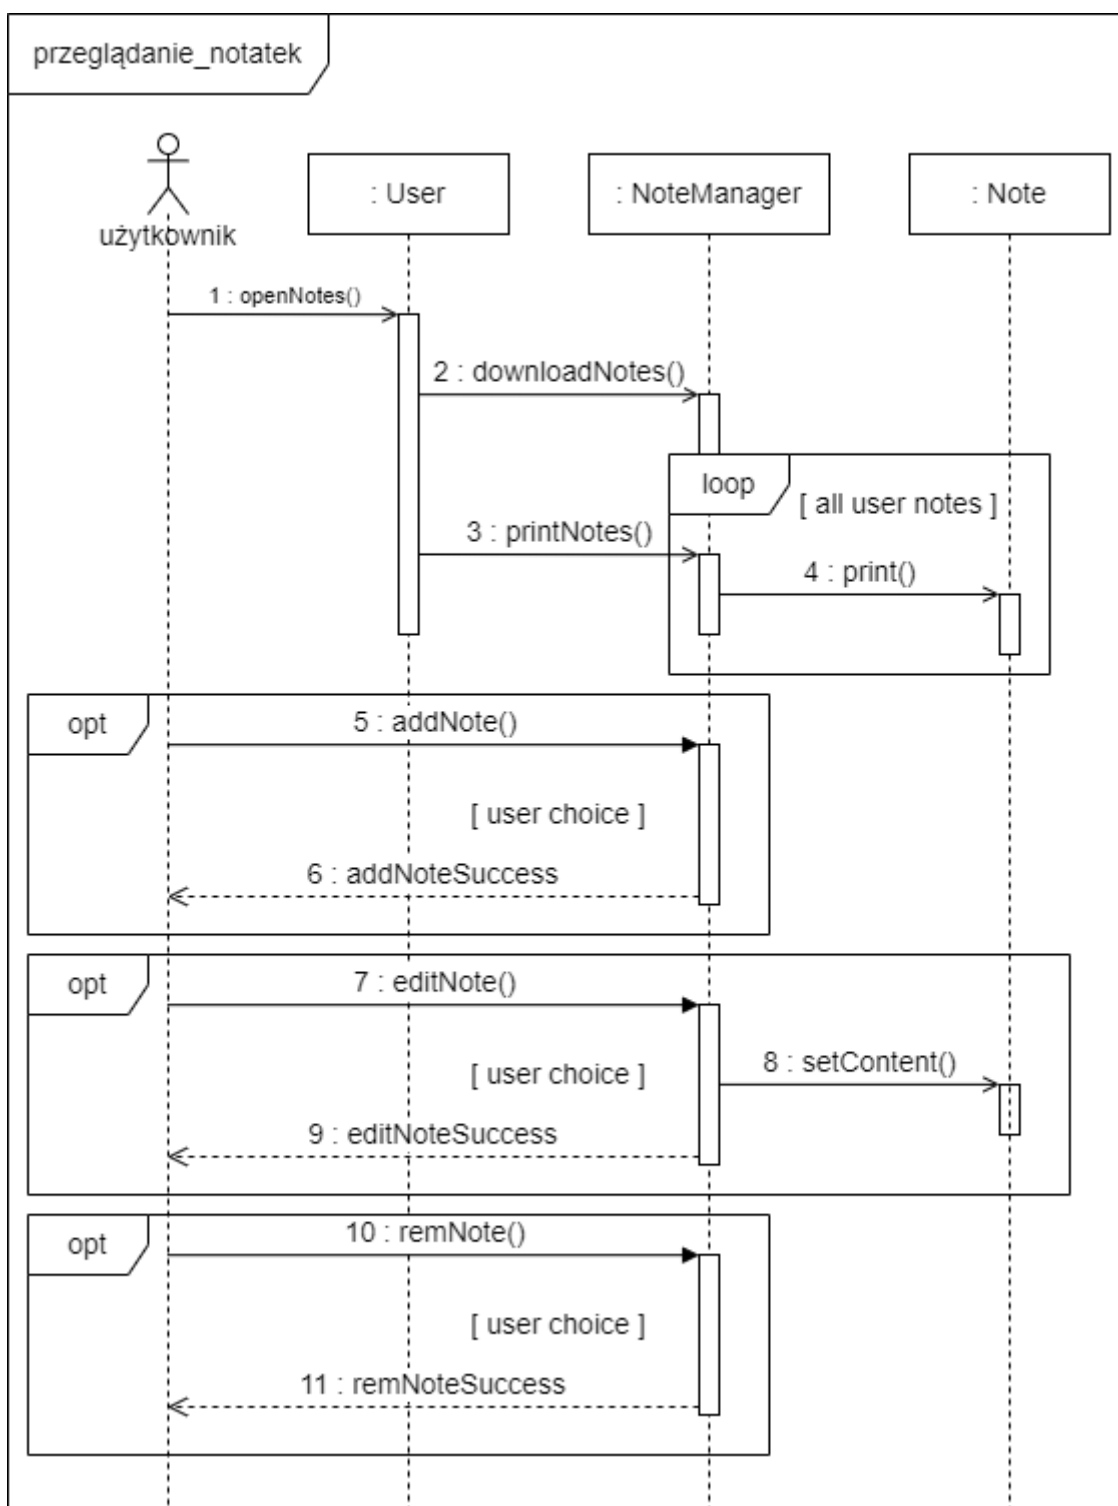 przeglądanie_notatek
użytkownik
: User
: NoteManager
: Note
1 : openNotes()
2 : downloadNotes()
loop
[ all user notes ]
3 : printNotes()
4 : print()
opt
5 : addNote()
[ user choice ]
6 : addNoteSuccess
opt
7 : editNote()
[ user choice ]
8 : setContent()
9 : editNoteSuccess
opt
10 : remNote()
[ user choice ]
11 : remNoteSuccess